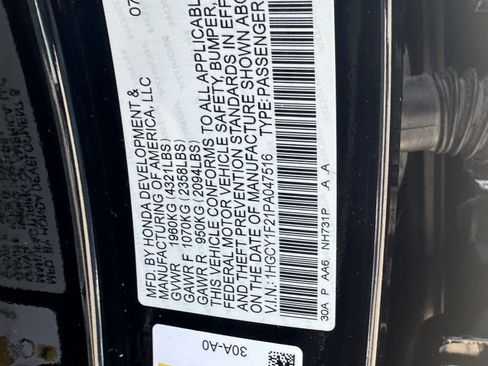 MFD BY HONDA DEVELOPMENT & 07
MANUFACTURING OF AMERICA, LLC
GVWR 1960KG (4321LBS)
GAWR F 1070KG (2358LBS)
GAWR R 950KG (2094LBS)
THIS VEHICLE CONFORMS TO ALL APPLICABLE
FEDERAL MOTOR VEHICLE SAFETY, BUMPER,
AND THEFT PREVENTION STANDARDS IN EFFECT
ON THE DATE OF MANUFACTURE SHOWN ABO
V.I.N.: 1HGCY1F21PA047516 TYPE:PASSENGER
30A P AA6 NH731P A A
30A-A0